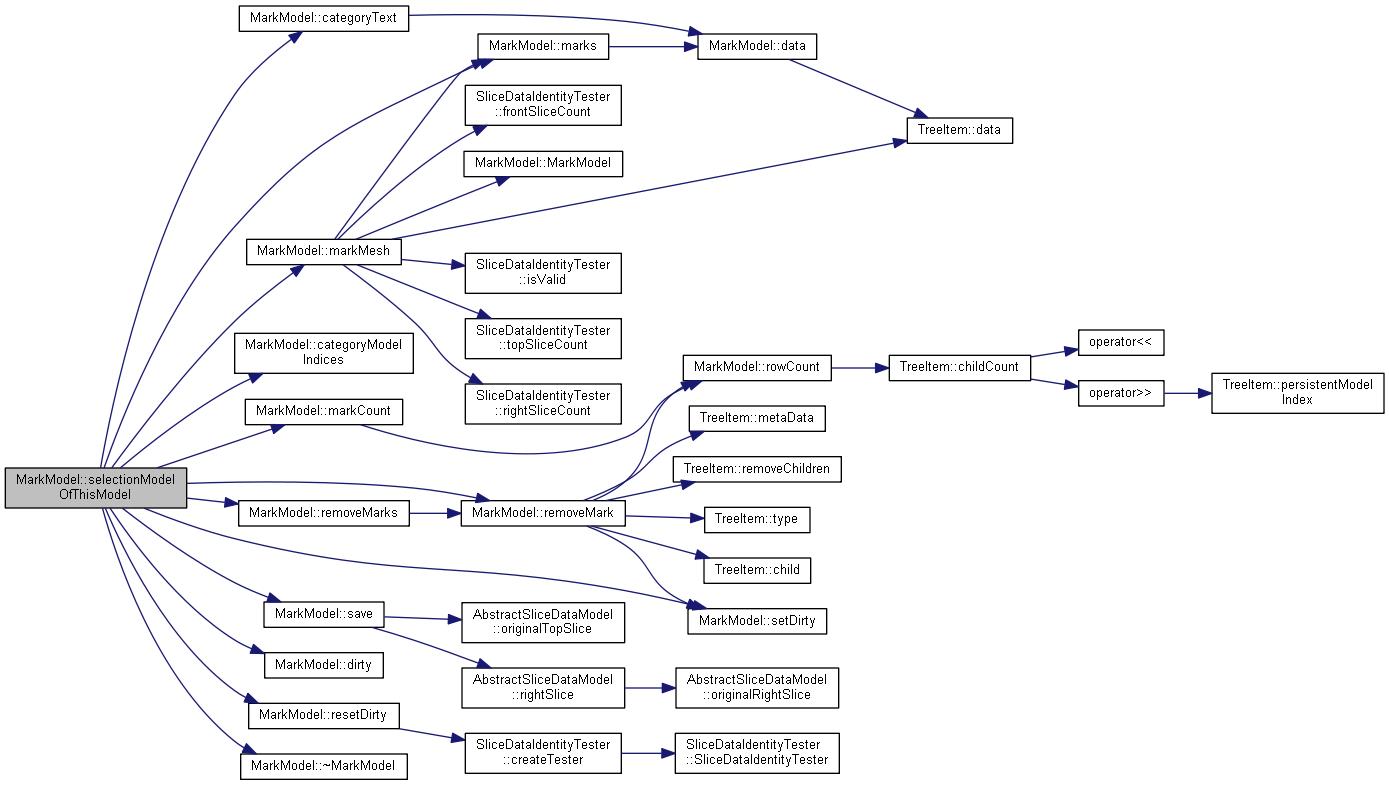 MarkModel::selectionModel
OfThisModel
MarkModel::categoryText
MarkModel::marks
MarkModel::data
SliceDataIdentityTester
::frontSliceCount
TreeItem::data
MarkModel::MarkModel
MarkModel::markMesh
SliceDataIdentityTester
::isValid
SliceDataIdentityTester
::topSliceCount
SliceDataIdentityTester
::rightSliceCount
MarkModel::categoryModel
Indices
MarkModel::markCount
MarkModel::rowCount
TreeItem::childCount
operator<<
operator>>
TreeItem::persistentModel
Index
TreeItem::metaData
TreeItem::removeChildren
MarkModel::removeMarks
MarkModel::removeMark
TreeItem::type
TreeItem::child
MarkModel::setDirty
MarkModel::save
AbstractSliceDataModel
::originalTopSlice
MarkModel::dirty
AbstractSliceDataModel
::rightSlice
AbstractSliceDataModel
::originalRightSlice
MarkModel::resetDirty
SliceDataIdentityTester
::createTester
SliceDataIdentityTester
::SliceDataIdentityTester
MarkModel::~MarkModel